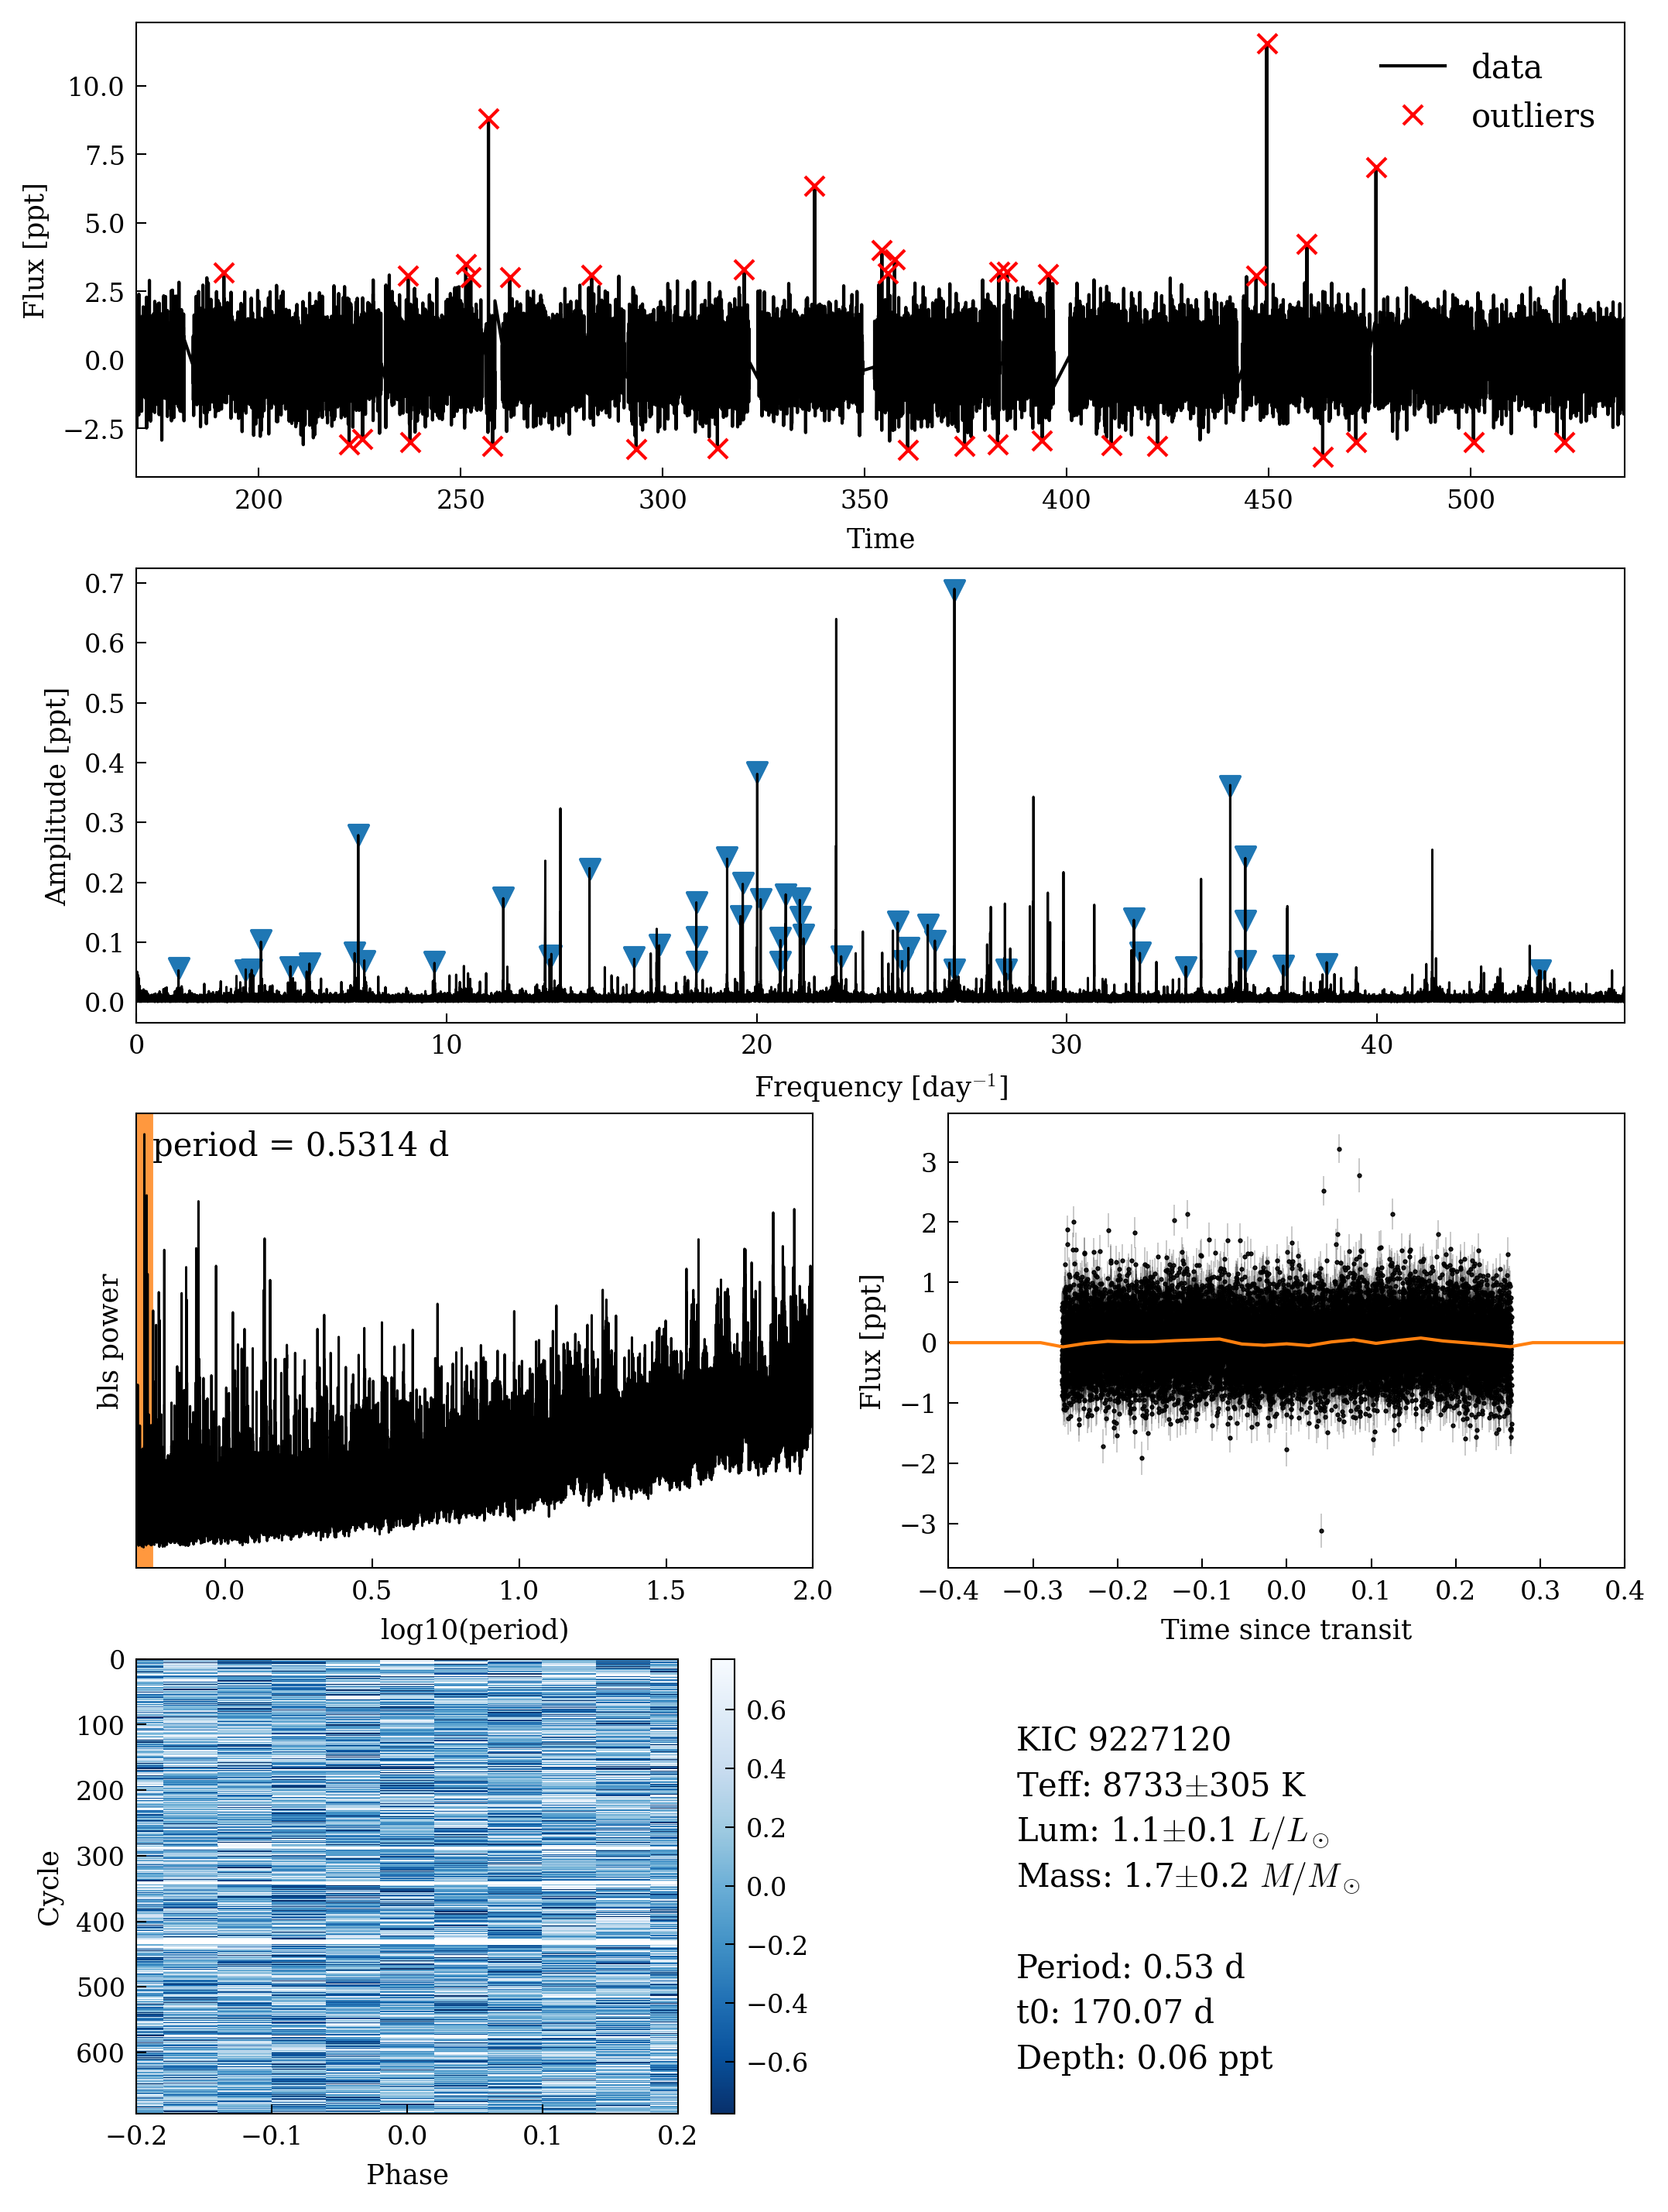 data
outliers
10.0
7.5
5.0
2.5
0.0
−2.5
Flux [ppt]
200 250 300 350 400 450 500
Time
0.7
0.6
0.5
0.4
0.3
0.2
0.1
0.0
Amplitude [ppt]
0 10 20 30 40
Frequency [day⁻¹]
period = 0.5314 d
bls power
0.0 0.5 1.0 1.5 2.0
log10(period)
3
2
1
0
−1
−2
−3
Flux [ppt]
−0.4 −0.3 −0.2 −0.1 0.0 0.1 0.2 0.3 0.4
Time since transit
0
100
200
300
400
500
600
Cycle
−0.2 −0.1 0.0 0.1 0.2
Phase
0.6
0.4
0.2
0.0
−0.2
−0.4
−0.6
KIC 9227120
Teff: 8733±305 K
Lum: 1.1±0.1 L/L⊙
Mass: 1.7±0.2 M/M⊙
Period: 0.53 d
t0: 170.07 d
Depth: 0.06 ppt